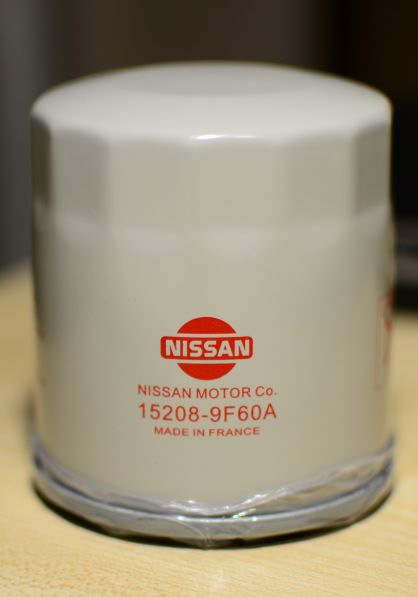 NISSAN
NISSAN MOTOR Co.
15208-9F60A
MADE IN FRANCE